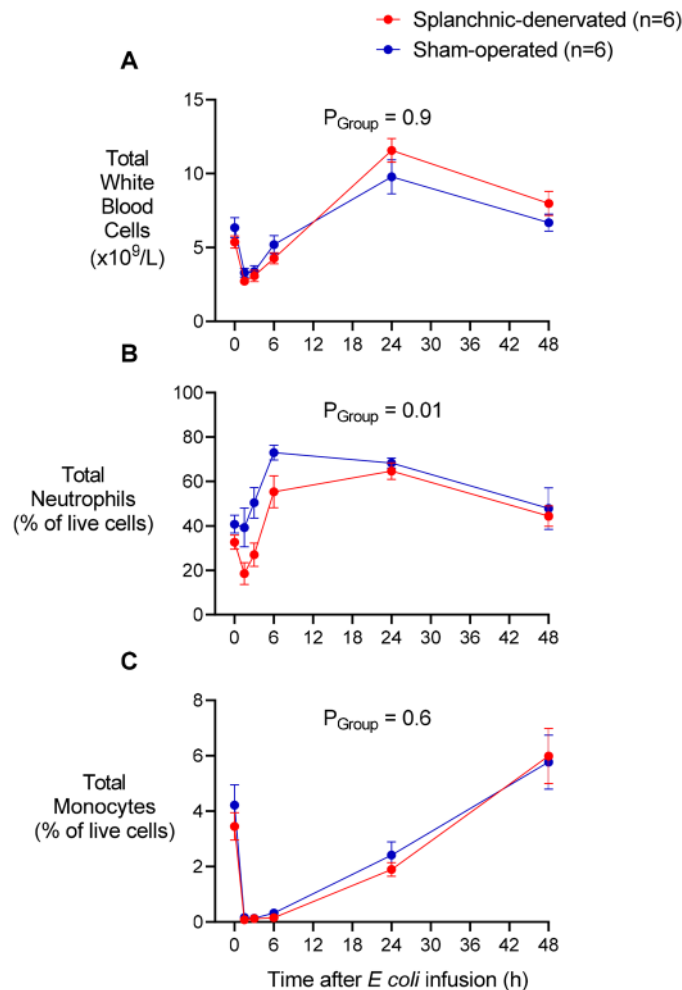 Splanchnic-denervated (n=6)
Sham-operated (n=6)
A
P_Group = 0.9
Total
White
Blood
Cells
(x10⁹/L)
15
10
5
0
0 6 12 18 24 30 36 42 48
B
P_Group = 0.01
Total
Neutrophils
(% of live cells)
100
80
60
40
20
0
0 6 12 18 24 30 36 42 48
C
P_Group = 0.6
Total
Monocytes
(% of live cells)
8
6
4
2
0
0 6 12 18 24 30 36 42 48
Time after E coli infusion (h)